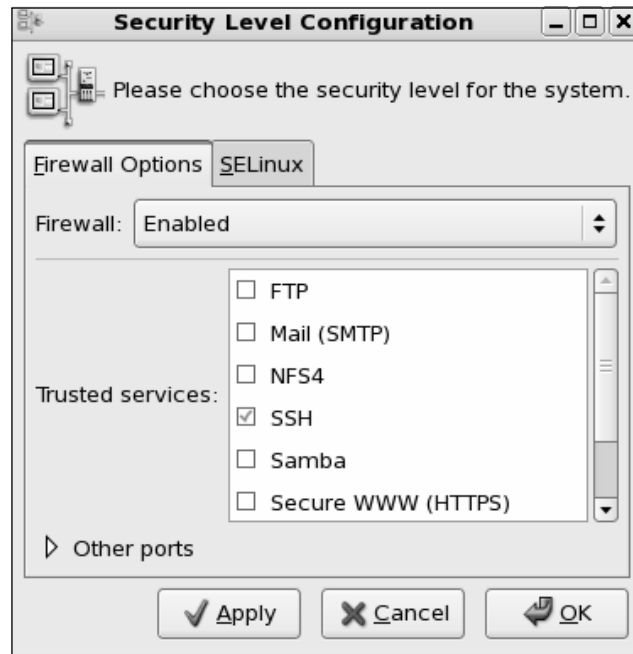 Security Level Configuration
Please choose the security level for the system.
Firewall Options SELinux
Firewall: Enabled
Trusted services:
FTP
Mail (SMTP)
NFS4
SSH
Samba
Secure WWW (HTTPS)
Other ports
Apply Cancel OK